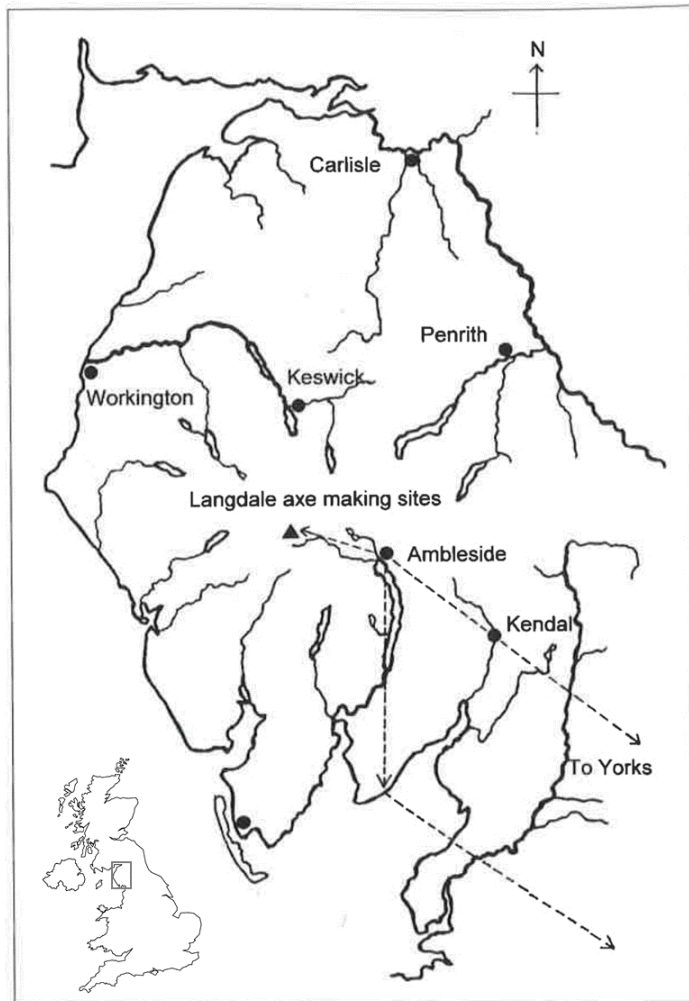 N
Carlisle
Penrith
Keswick
Workington
Langdale axe making sites
Ambleside
Kendal
To Yorks